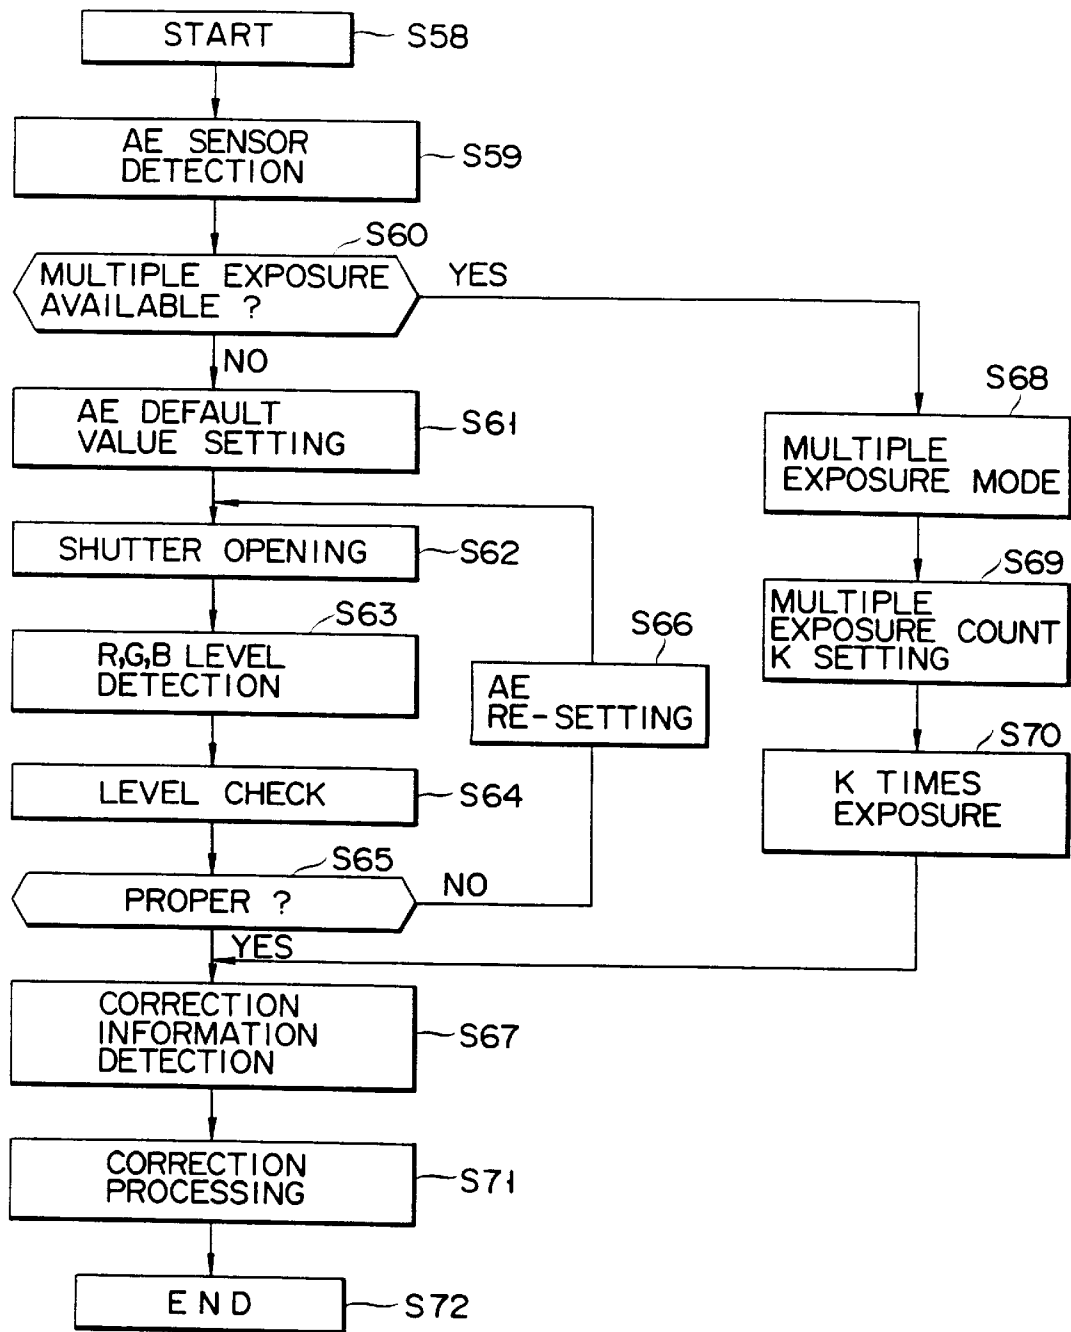 START
S58
AE SENSOR
DETECTION
S59
S60
MULTIPLE EXPOSURE
AVAILABLE ?
YES
NO
AE DEFAULT
VALUE SETTING
S61
S68
MULTIPLE
EXPOSURE MODE
SHUTTER OPENING
S62
S69
MULTIPLE
EXPOSURE COUNT
K SETTING
S63
R,G,B LEVEL
DETECTION
S66
AE
RE-SETTING
S70
K TIMES
EXPOSURE
LEVEL CHECK
S64
S65
PROPER ?
NO
YES
CORRECTION
INFORMATION
DETECTION
S67
CORRECTION
PROCESSING
S71
END
S72